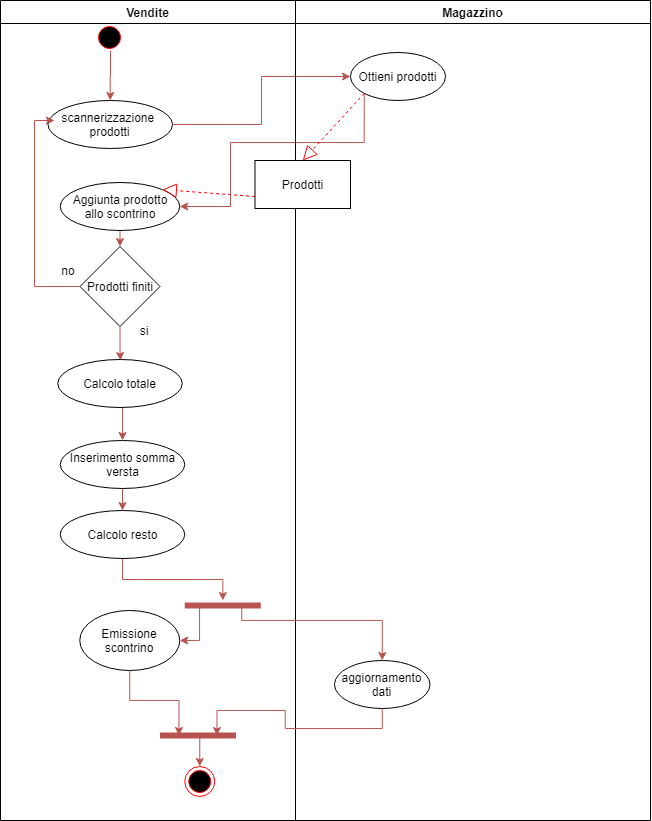 Vendite
Magazzino
Ottieni prodotti
scannerizzazione
prodotti
Prodotti
Aggiunta prodotto
allo scontrino
no
Prodotti finiti
si
Calcolo totale
Inserimento somma
versta
Calcolo resto
Emissione
scontrino
aggiornamento
dati